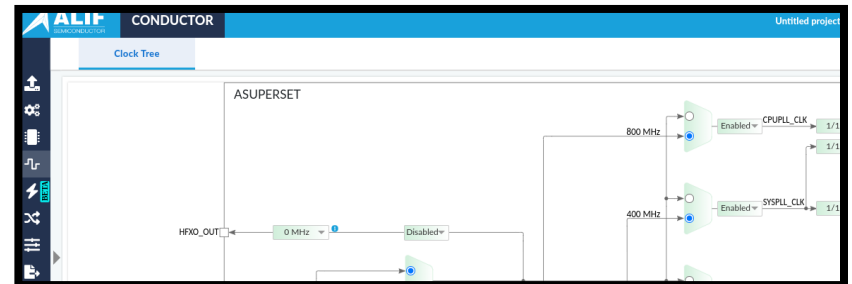 ALIF
SEMICONDUCTOR
CONDUCTOR
Untitled project
Clock Tree
ASUPERSET
BETA
800 MHz
Enabled
CPUPLL_CLK
1/1
1/1
400 MHz
Enabled
SYSPLL_CLK
1/1
HFXO_OUT
0 MHz
Disabled